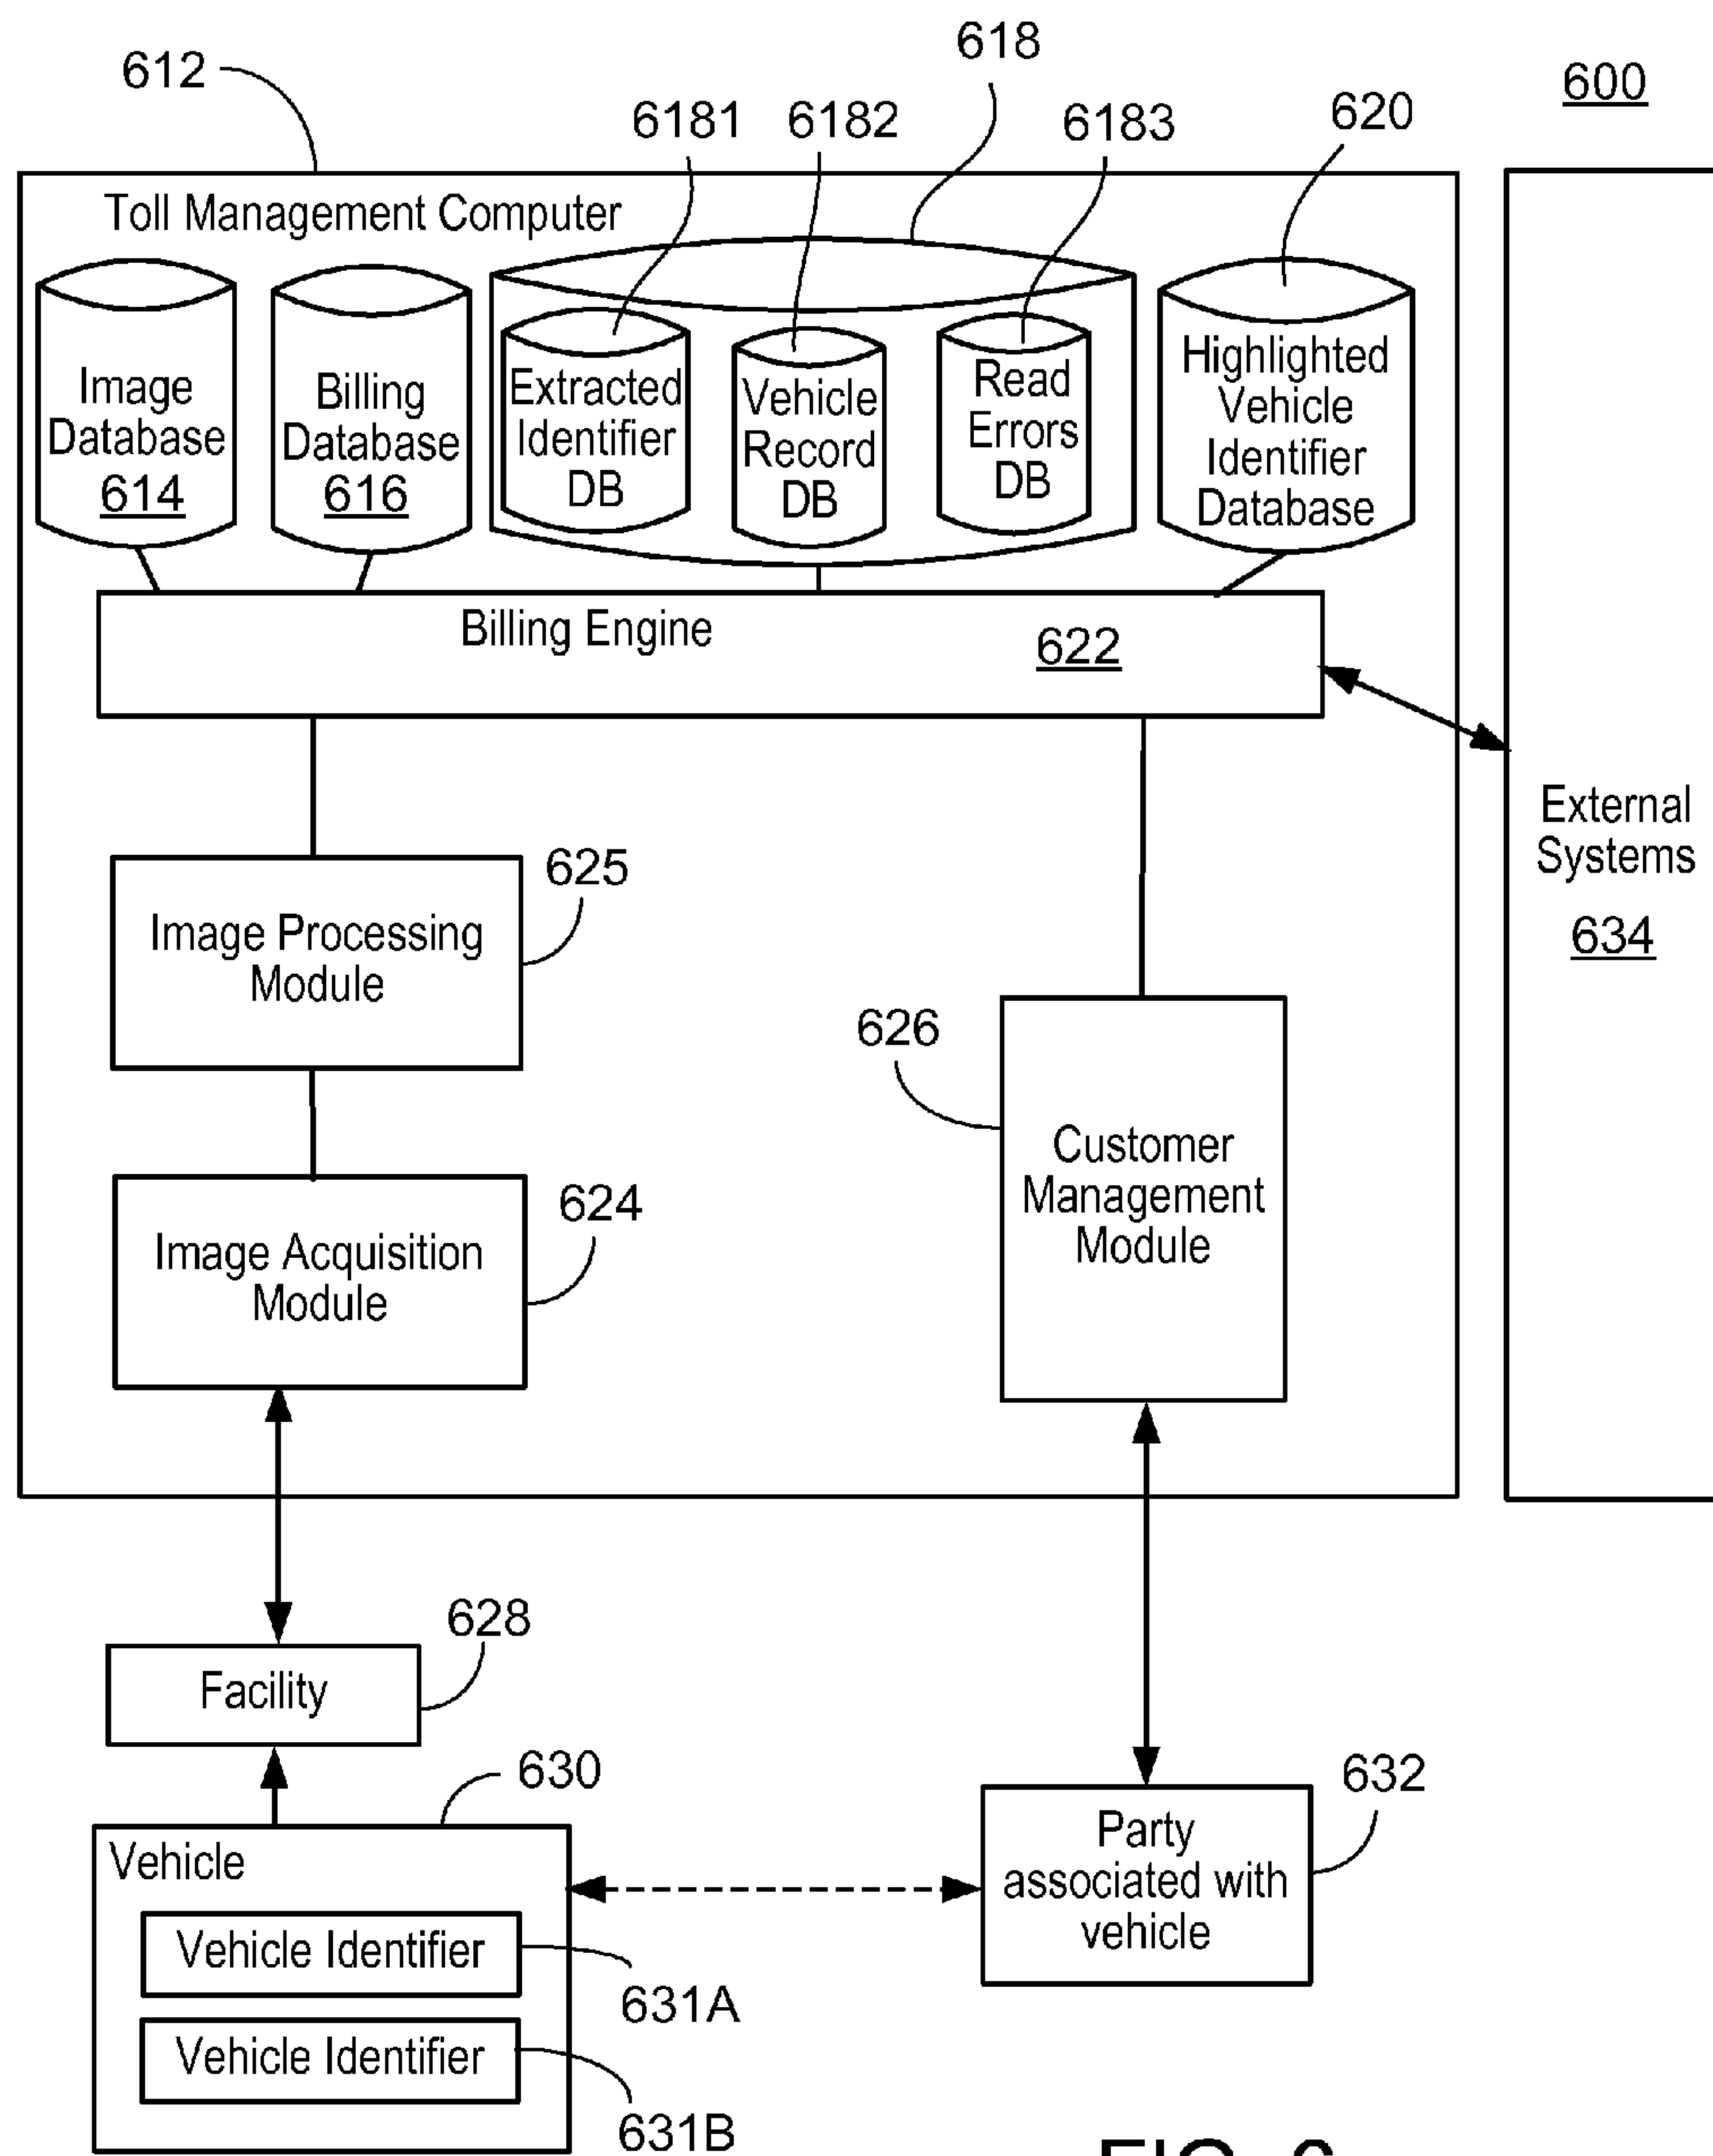 612
618
600
6181
6182
6183
620
Toll Management Computer
Image
Database
614
Billing
Database
616
Extracted
Identifier
DB
Vehicle
Record
DB
Read
Errors
DB
Highlighted
Vehicle
Identifier
Database
Billing Engine
622
External
Systems
634
625
Image Processing
Module
626
Customer
Management
Module
624
Image Acquisition
Module
628
Facility
630
632
Vehicle
Party
associated with
vehicle
Vehicle Identifier
631A
Vehicle Identifier
631B